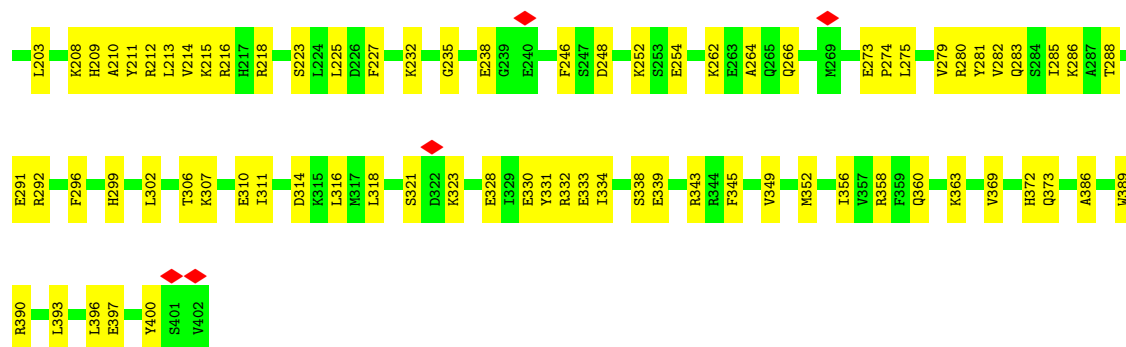 L203 K208 H209 A210 Y211 R212 L213 V214 K215 R216 H217 R218 S223 L224 L225 D226 F227 K232 G235 E238 G239 E240 F246 S247 D248 K252 S253 E254 K262 E263 A264 Q265 Q266 M269 E273 P274 L275 V279 R280 Y281 V282 Q283 S284 I285 K286 A287 T288
E291 R292 F296 H299 L302 T306 K307 E310 I311 D314 K315 L316 M317 L318 S321 D322 K323 E328 I329 E330 Y331 R332 E333 I334 S338 E339 R343 R344 F345 V349 M352 I356 V357 R358 F359 Q360 K363 V369 H372 Q373 A386 W389
R390 L393 L396 E397 Y400 S401 V402